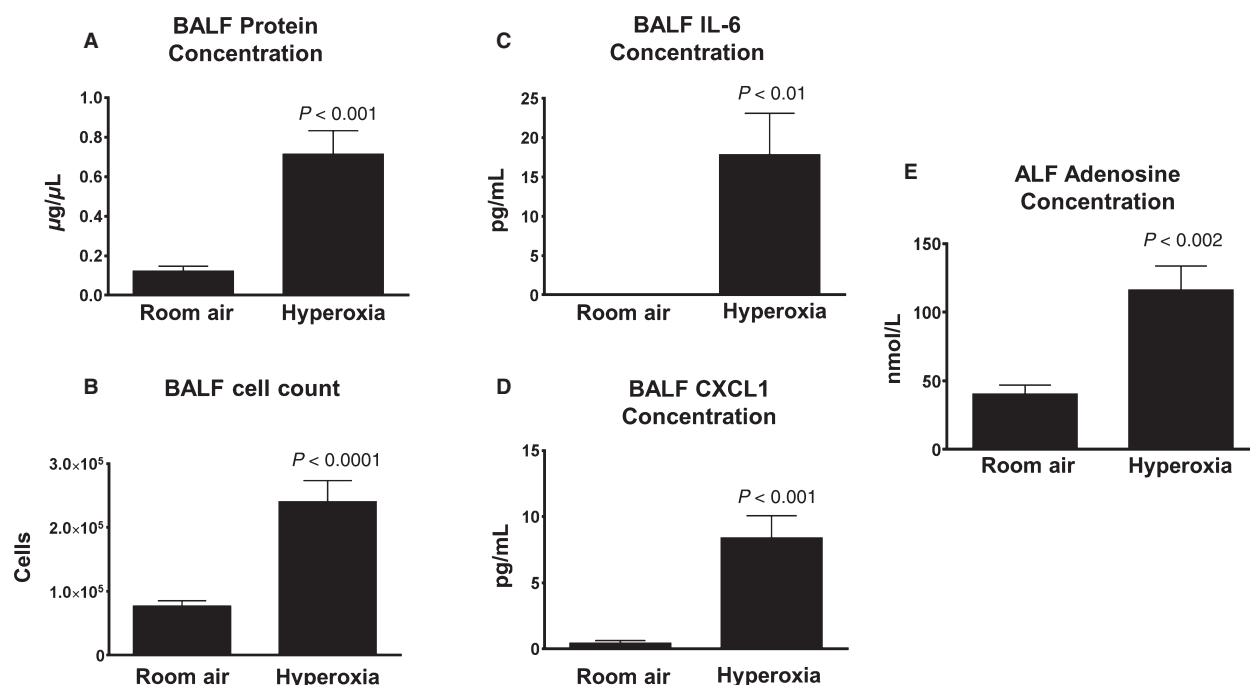 A
BALF Protein
Concentration
1.0
0.8
0.6
0.4
0.2
0.0
µg/µL
P < 0.001
Room air
Hyperoxia
B
BALF cell count
3.0×10⁵
2.0×10⁵
1.0×10⁵
0
Cells
P < 0.0001
Room air
Hyperoxia
C
BALF IL-6
Concentration
25
20
15
10
5
0
pg/mL
P < 0.01
Room air
Hyperoxia
D
BALF CXCL1
Concentration
15
10
5
0
pg/mL
P < 0.001
Room air
Hyperoxia
E
ALF Adenosine
Concentration
150
100
50
0
nmol/L
P < 0.002
Room air
Hyperoxia